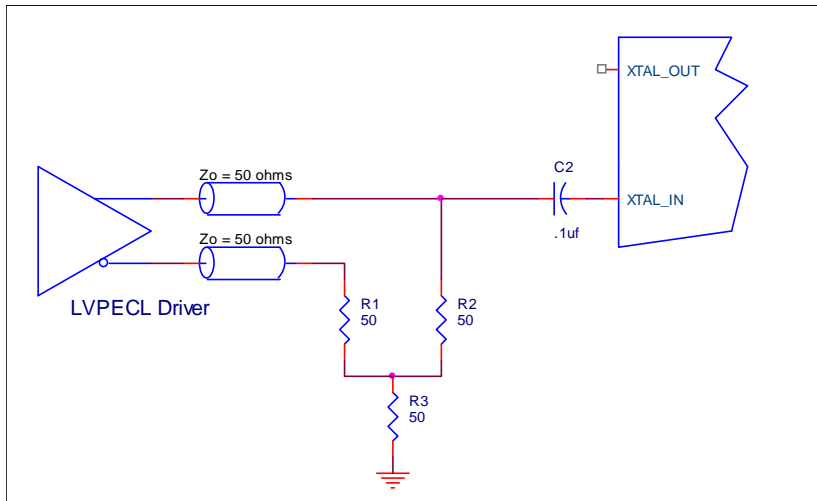 XTAL_OUT
C2
Zo = 50 ohms
XTAL_IN
.1uf
Zo = 50 ohms
LVPECL Driver
R1
50
R2
50
R3
50